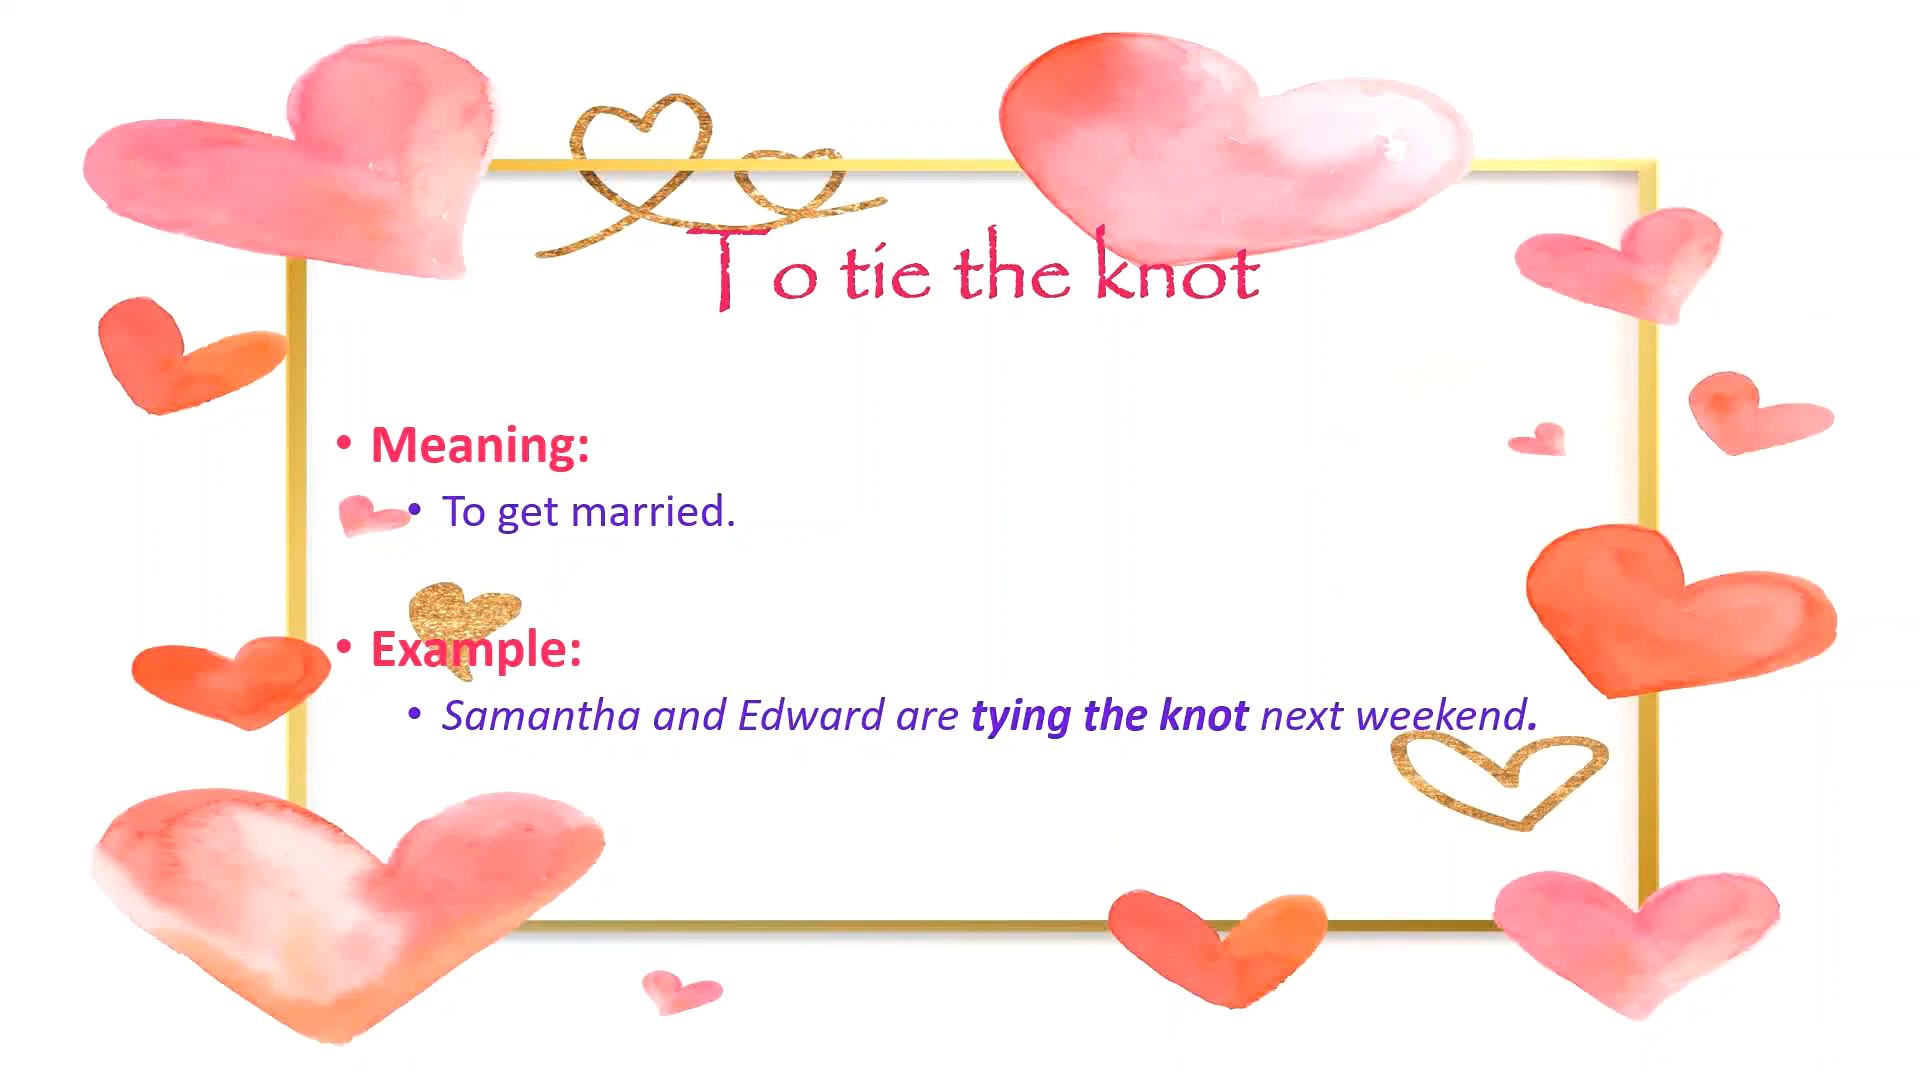 To tie the knot
• Meaning:
• To get married.
• Example:
• Samantha and Edward are tying the knot next weekend.